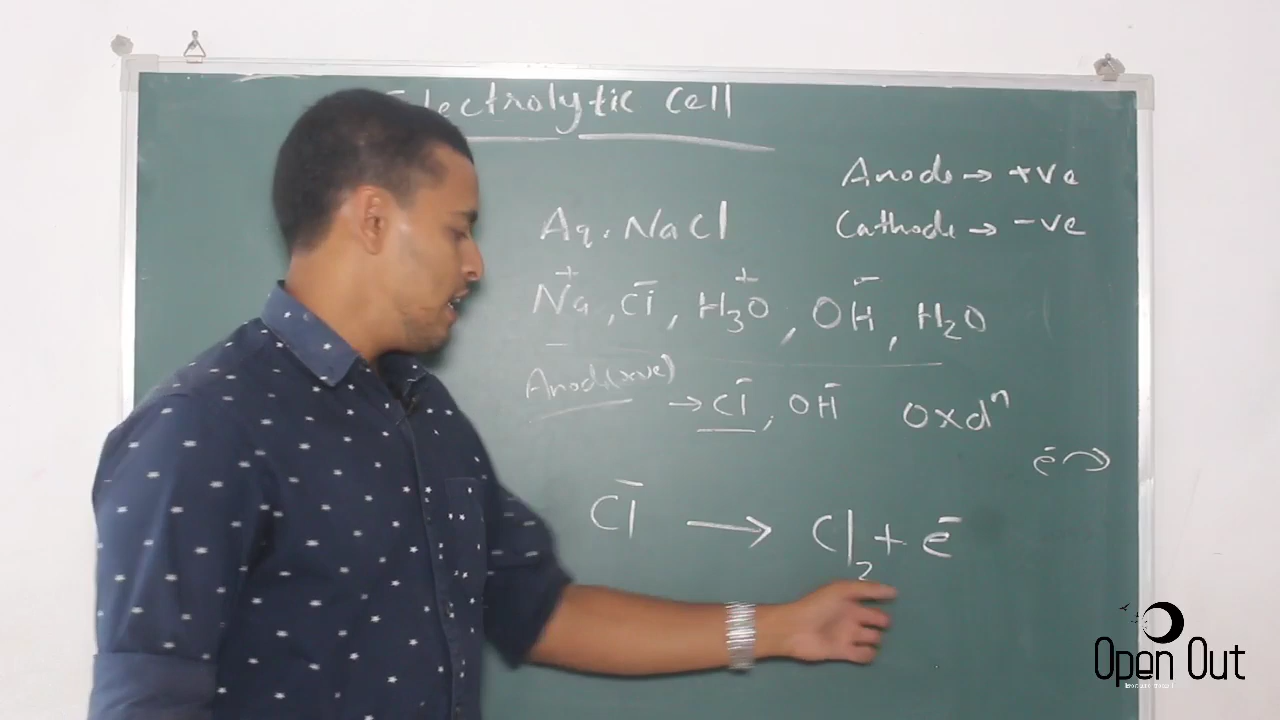 Electrolytic Cell
Anode → +ve
Aq. NaCl
Cathode → -ve
Na⁺, Cl⁻, H₃O⁺, OH⁻, H₂O
Anode(+ve) → Cl⁻, OH⁻ Oxdⁿ
e⁻
Cl⁻ → Cl₂ + e⁻
Open Out